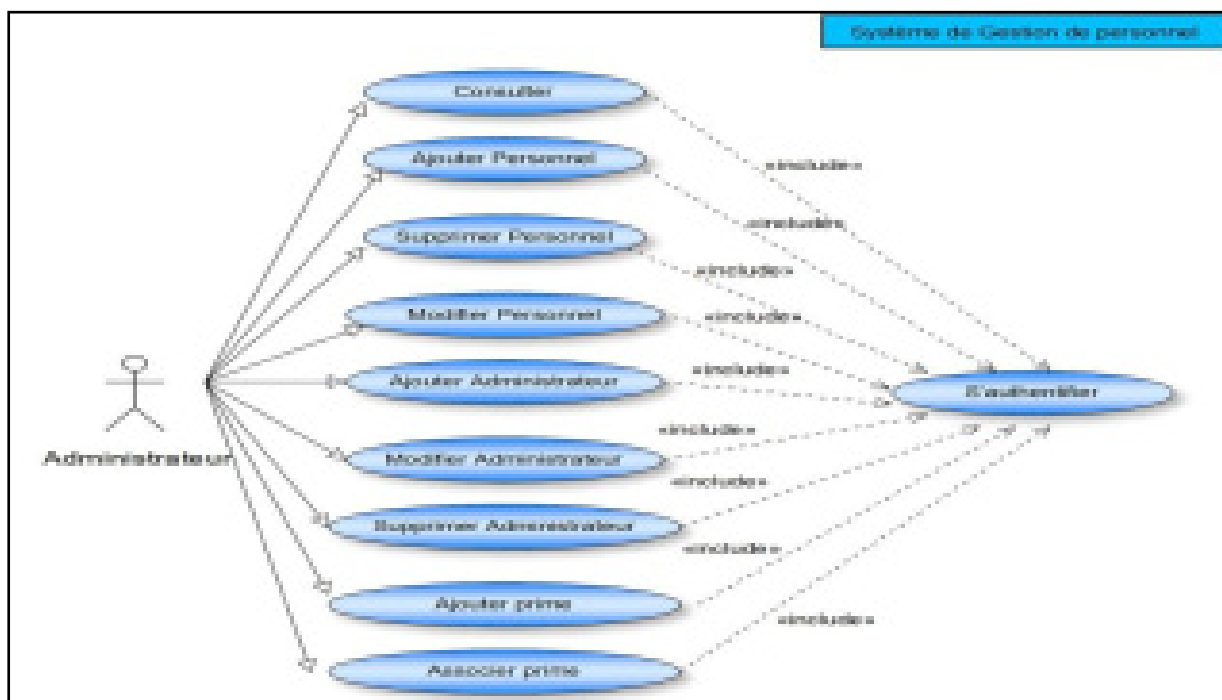 Système de Gestion de personnel
Consulter
Ajouter Personnel
«include»
«include»
Supprimer Personnel
«include»
Modifier Personnel
«include»
Ajouter Administrateur
«include»
S'authentifier
Administrateur
«include»
Modifier Administrateur
«include»
Supprimer Administrateur
«include»
Ajouter prime
«include»
Associer prime